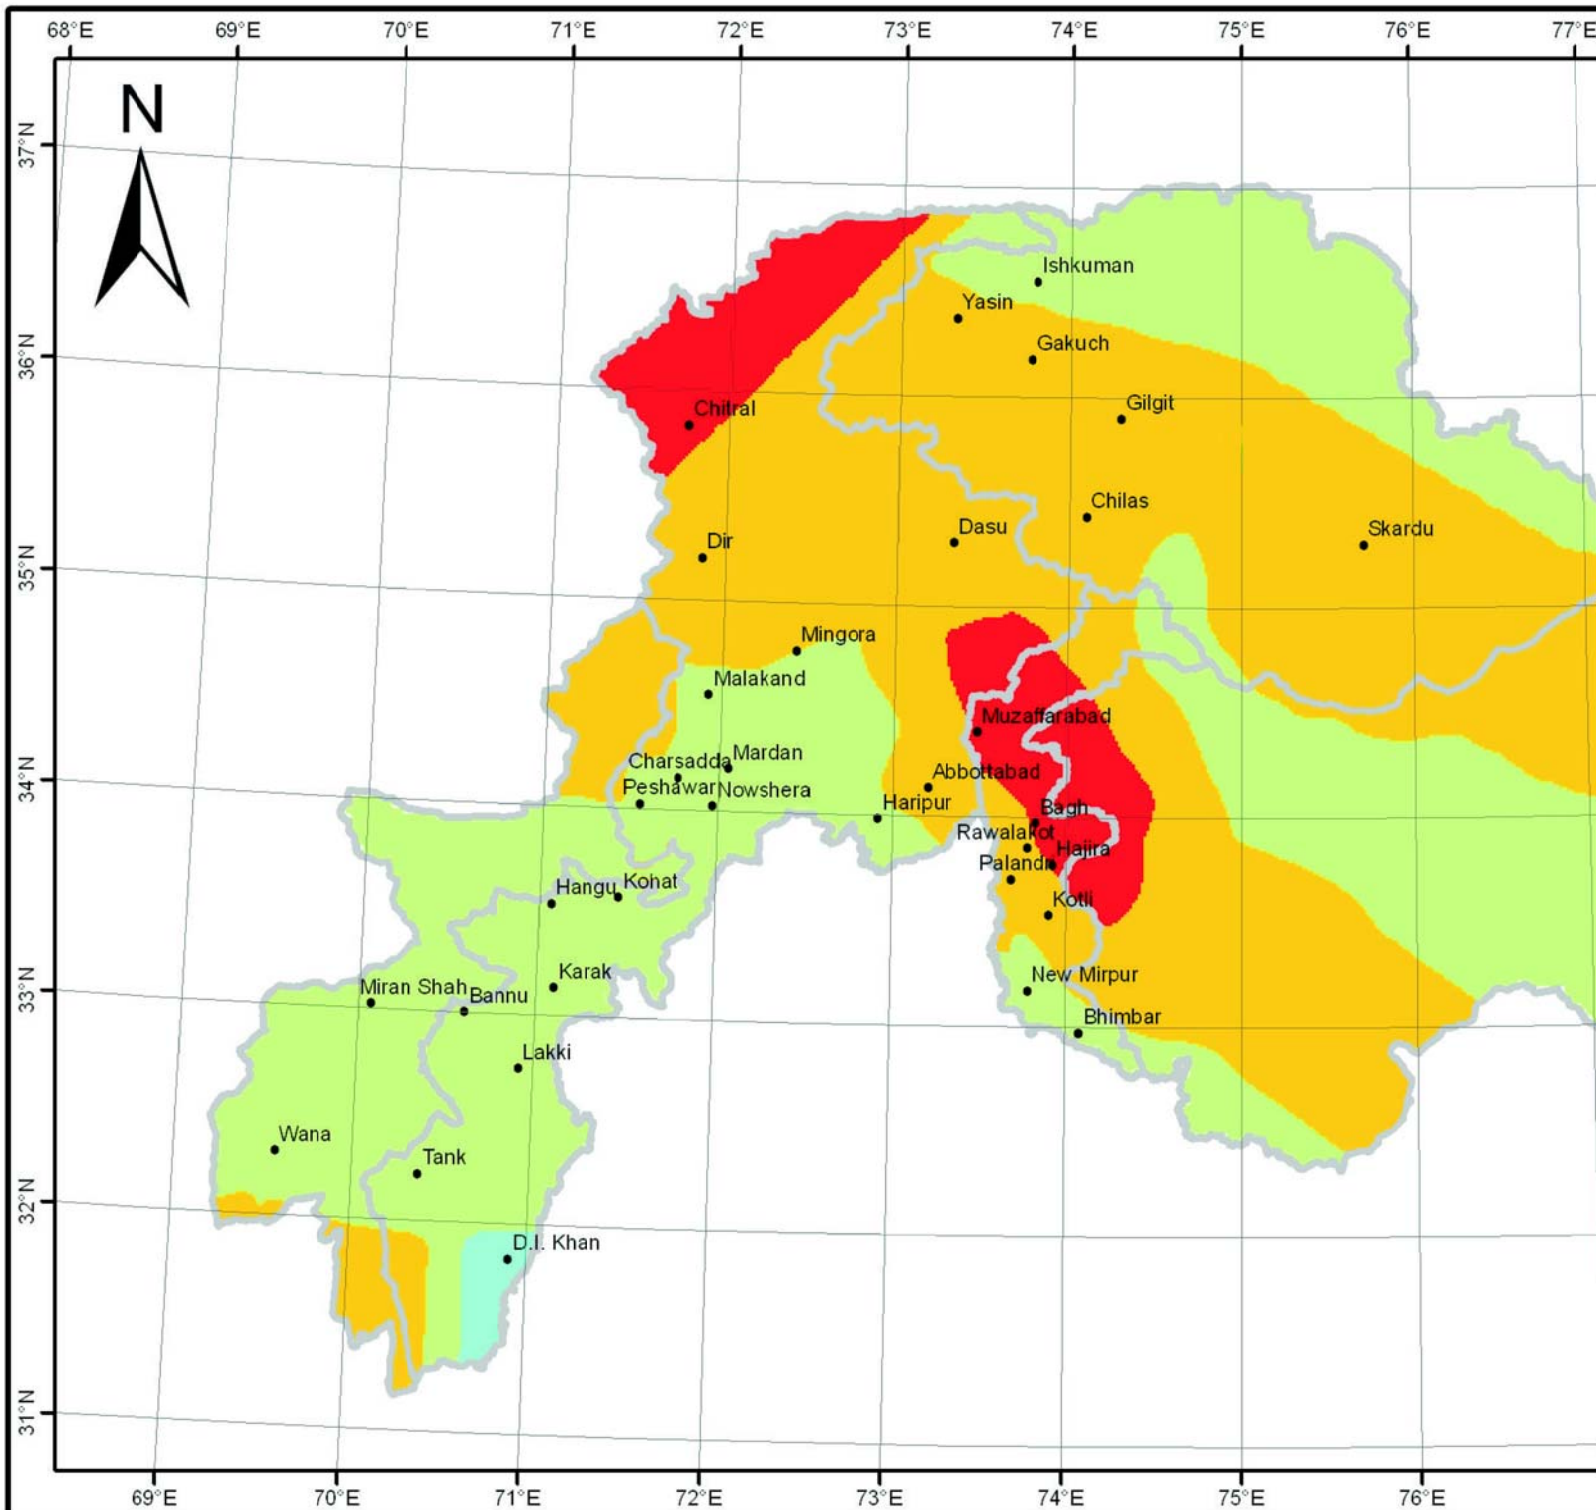 68°E 69°E 70°E 71°E 72°E 73°E 74°E 75°E 76°E 77°E
N
37°N
36°N
35°N
34°N
33°N
32°N
31°N
Ishkuman
Yasin
Gakuch
Chitral
Gilgit
Chilas
Dasu
Skardu
Dir
Mingora
Malakand
Muzaffarabad
Mardan
Charsadda
Abbottabad
Peshawar
Nowshera
Haripur
Bagh
Rawalakot
Hajira
Palandri
Kohat
Hangu
Kotli
Karak
New Mirpur
Miran Shah
Bannu
Bhimbar
Lakki
Wana
Tank
D.I. Khan
69°E 70°E 71°E 72°E 73°E 74°E 75°E 76°E